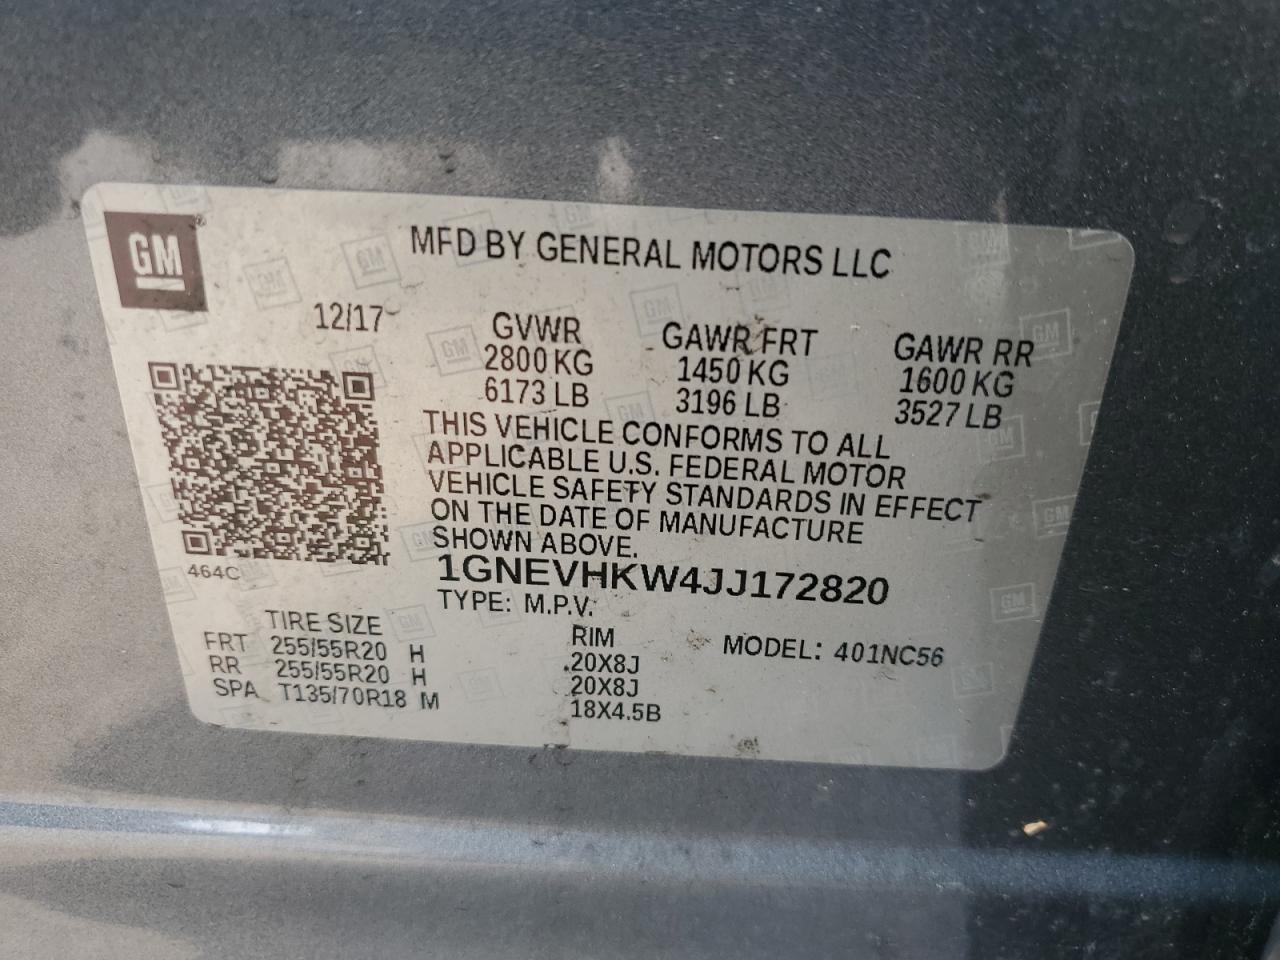 GM
MFD BY GENERAL MOTORS LLC
12/17
GVWR GAWR FRT GAWR RR
2800 KG 1450 KG 1600 KG
6173 LB 3196 LB 3527 LB
THIS VEHICLE CONFORMS TO ALL
APPLICABLE U.S. FEDERAL MOTOR
VEHICLE SAFETY STANDARDS IN EFFECT
ON THE DATE OF MANUFACTURE
SHOWN ABOVE.
464C
1GNEVHKW4JJ172820
TYPE: M.P.V.
TIRE SIZE RIM MODEL: 401NC56
FRT 255/55R20 H 20X8J
RR 255/55R20 H 20X8J
SPA T135/70R18 M 18X4.5B